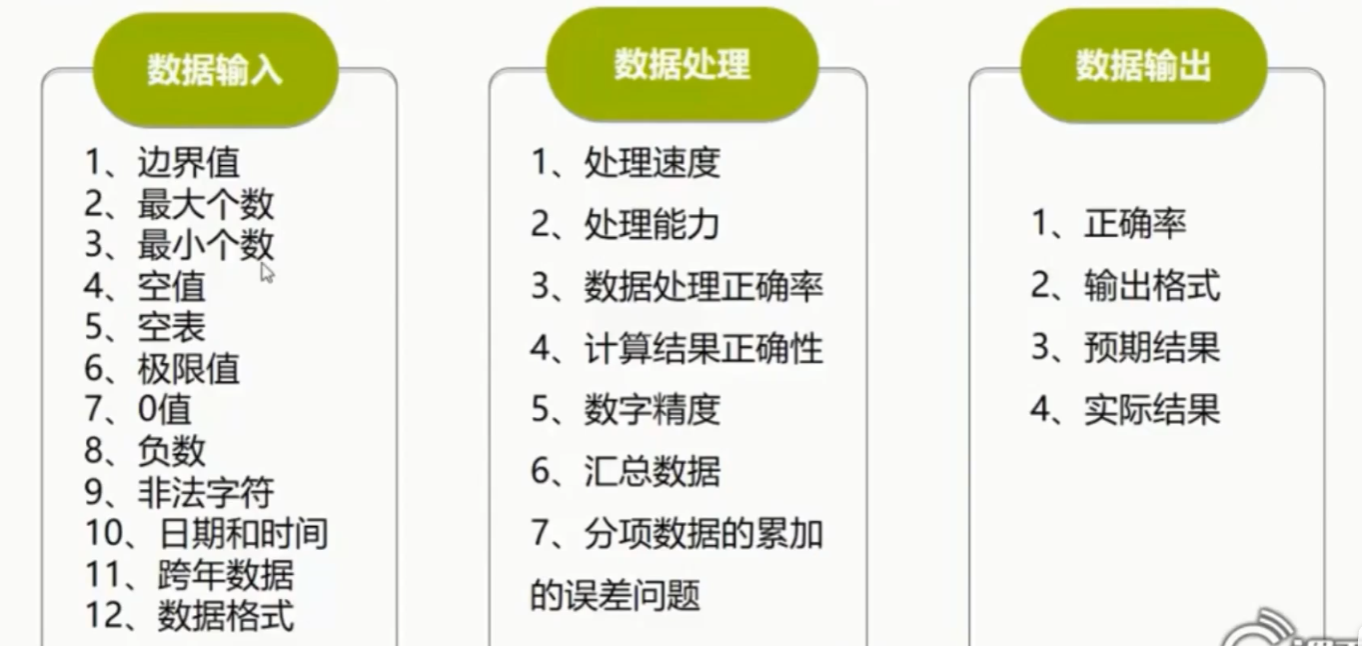 数据输入
1、边界值
2、最大个数
3、最小个数
4、空值
5、空表
6、极限值
7、0值
8、负数
9、非法字符
10、日期和时间
11、跨年数据
12、数据格式
数据处理
1、处理速度
2、处理能力
3、数据处理正确率
4、计算结果正确性
5、数字精度
6、汇总数据
7、分项数据的累加
的误差问题
数据输出
1、正确率
2、输出格式
3、预期结果
4、实际结果